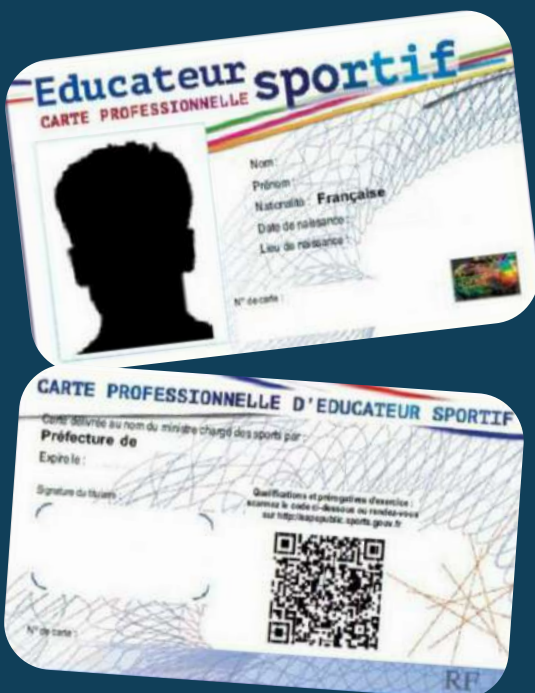 Educateur sportif
CARTE PROFESSIONNELLE
Nom :
Prénom :
Nationalité : Française
Date de naissance :
Lieu de naissance :
N° de carte :
CARTE PROFESSIONNELLE D'EDUCATEUR SPORTIF
Carte délivrée au nom du ministre chargé des sports par :
Préfecture de
Expire le :
Signature du titulaire :
Qualifications et prérogatives d'exercice :
scannez le code ci-dessous ou rendez-vous
sur http://eapspublic.sports.gouv.fr
N° de carte :
RF